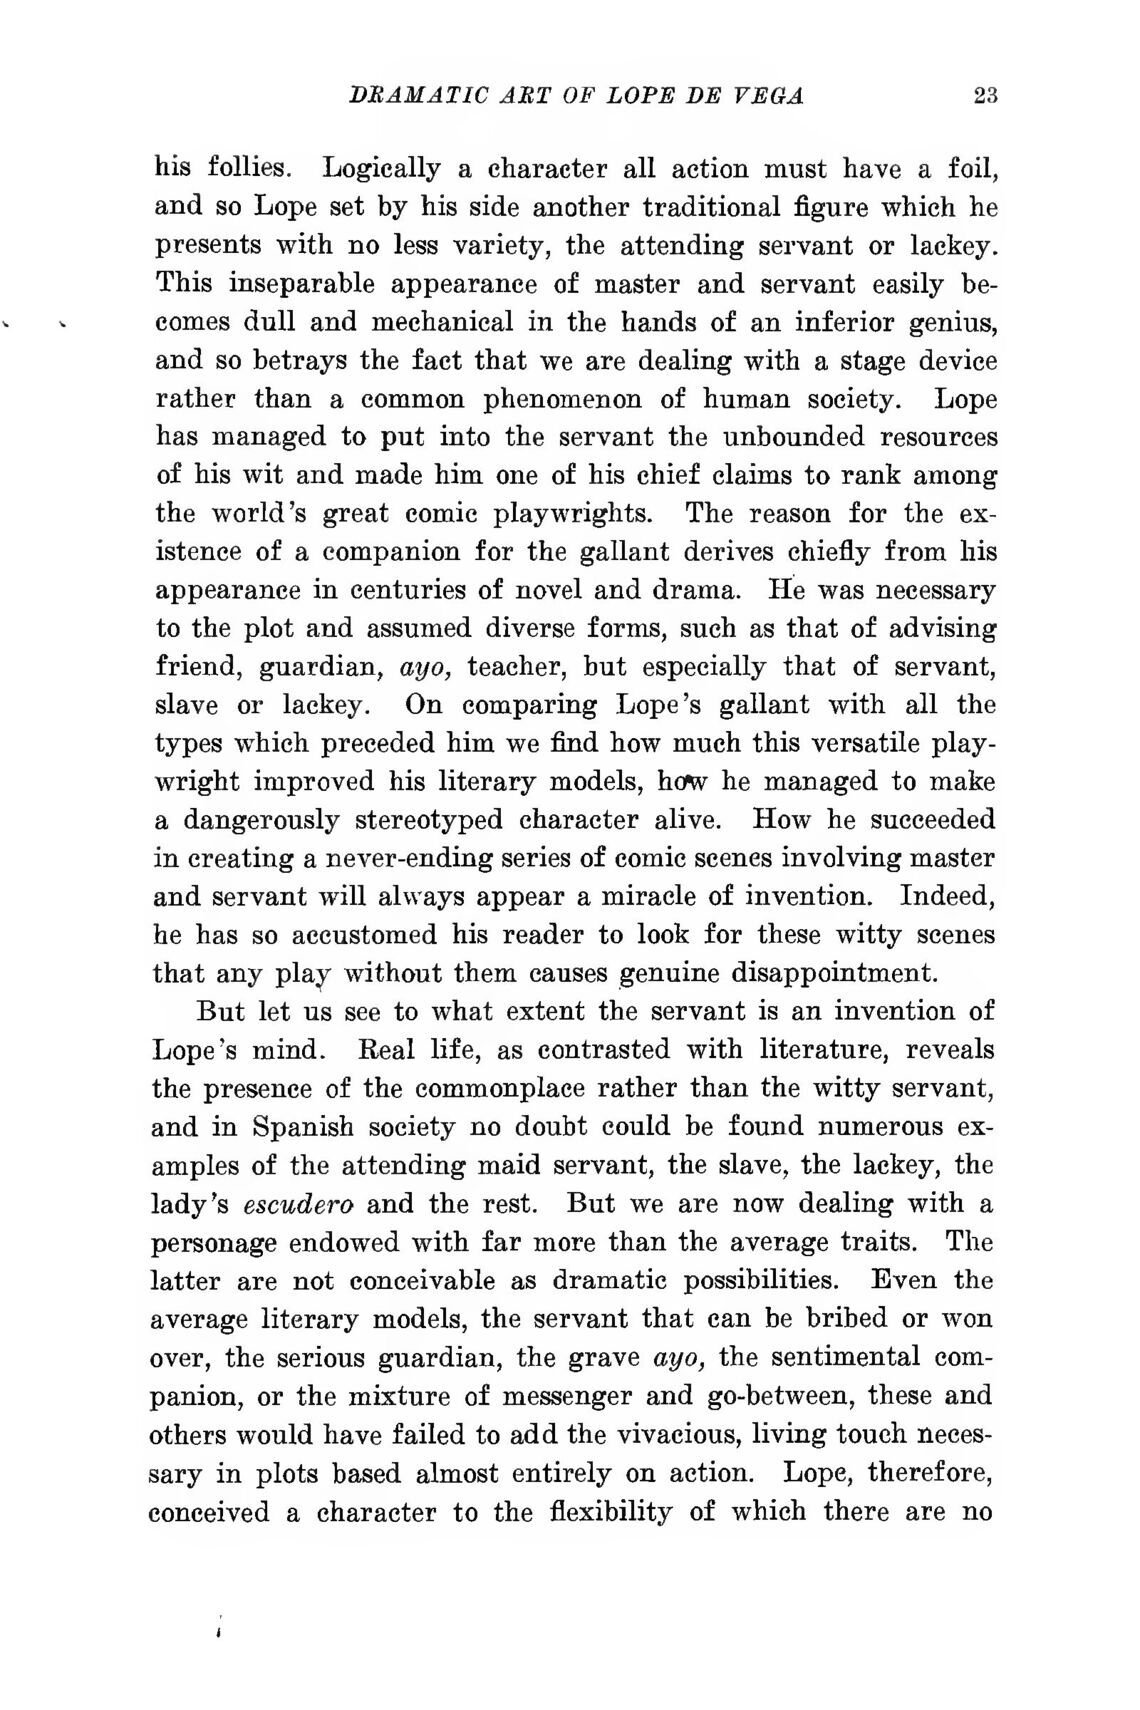 DRAMATIC ART OF LOPE DE VEGA 23
his follies. Logically a character all action must have a foil,
and so Lope set by his side another traditional figure which he
presents with no less variety, the attending servant or lackey.
This inseparable appearance of master and servant easily be-
comes dull and mechanical in the hands of an inferior genius,
and so betrays the fact that we are dealing with a stage device
rather than a common phenomenon of human society. Lope
has managed to put into the servant the unbounded resources
of his wit and made him one of his chief claims to rank among
the world's great comic playwrights. The reason for the ex-
istence of a companion for the gallant derives chiefly from his
appearance in centuries of novel and drama. He was necessary
to the plot and assumed diverse forms, such as that of advising
friend, guardian, ayo, teacher, but especially that of servant,
slave or lackey. On comparing Lope's gallant with all the
types which preceded him we find how much this versatile play-
wright improved his literary models, how he managed to make
a dangerously stereotyped character alive. How he succeeded
in creating a never-ending series of comic scenes involving master
and servant will always appear a miracle of invention. Indeed,
he has so accustomed his reader to look for these witty scenes
that any play without them causes genuine disappointment.
But let us see to what extent the servant is an invention of
Lope's mind. Real life, as contrasted with literature, reveals
the presence of the commonplace rather than the witty servant,
and in Spanish society no doubt could be found numerous ex-
amples of the attending maid servant, the slave, the lackey, the
lady's escudero and the rest. But we are now dealing with a
personage endowed with far more than the average traits. The
latter are not conceivable as dramatic possibilities. Even the
average literary models, the servant that can be bribed or won
over, the serious guardian, the grave ayo, the sentimental com-
panion, or the mixture of messenger and go-between, these and
others would have failed to add the vivacious, living touch neces-
sary in plots based almost entirely on action. Lope, therefore,
conceived a character to the flexibility of which there are no